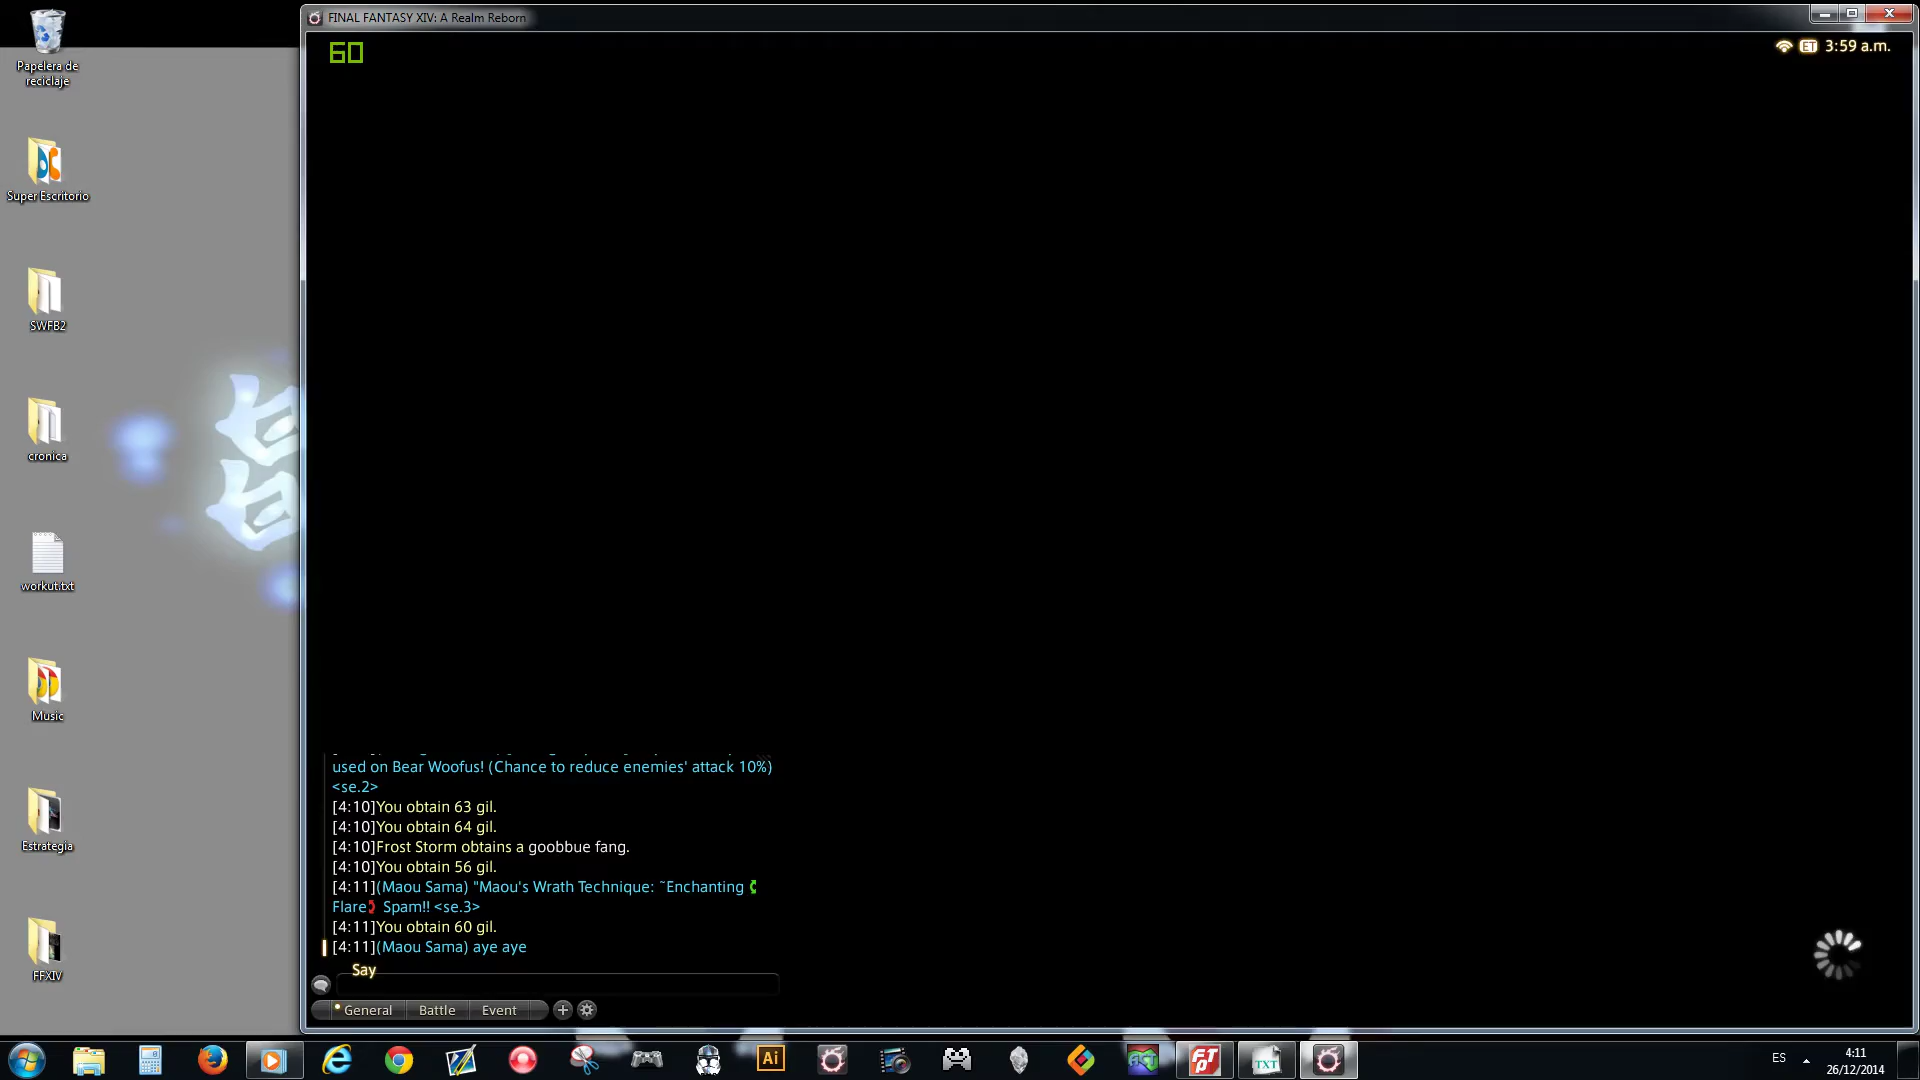 FINAL FANTASY XIV: A Realm Reborn
60
ET 3:59 a.m.
Papelera de
reciclaje
Super Escritorio
SWFB2
cronica
workut.txt
Music
Estrategia
FFXIV
used on Bear Woofus! (Chance to reduce enemies' attack 10%)
<se.2>
[4:10]You obtain 63 gil.
[4:10]You obtain 64 gil.
[4:10]Frost Storm obtains a goobbue fang.
[4:10]You obtain 56 gil.
[4:11](Maou Sama) "Maou's Wrath Technique: ~Enchanting
Flare Spam!! <se.3>
[4:11]You obtain 60 gil.
[4:11](Maou Sama) aye aye
Say
General Battle Event
Ai
ACT
FTP
TXT
ES
4:11
26/12/2014